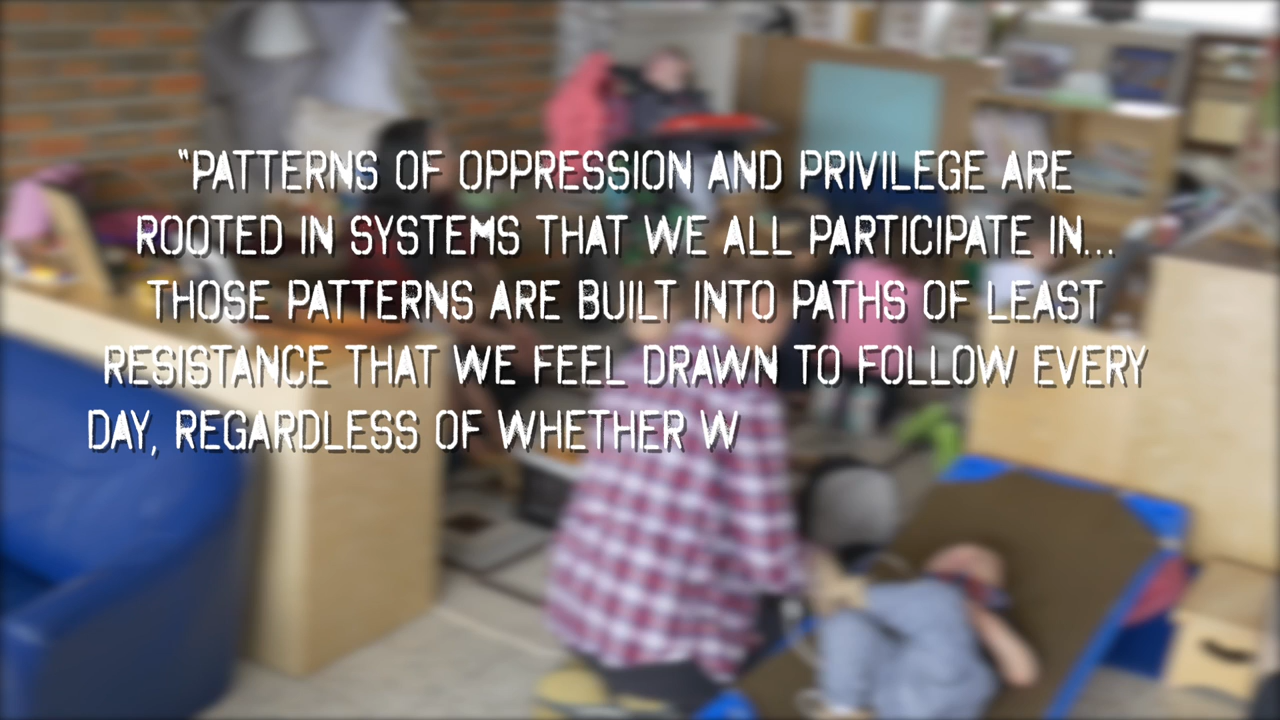 “PATTERNS OF OPPRESSION AND PRIVILEGE ARE
ROOTED IN SYSTEMS THAT WE ALL PARTICIPATE IN...
THOSE PATTERNS ARE BUILT INTO PATHS OF LEAST
RESISTANCE THAT WE FEEL DRAWN TO FOLLOW EVERY
DAY, REGARDLESS OF WHETHER W